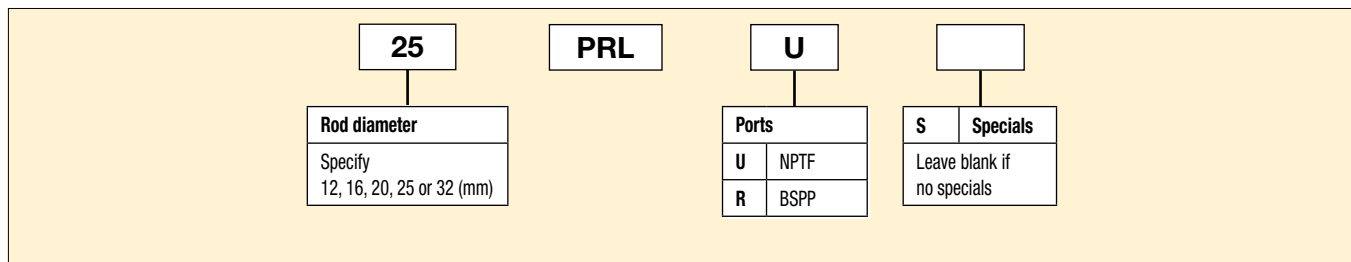 25 PRL U
Rod diameter
Specify
12, 16, 20, 25 or 32 (mm)
Ports
U NPTF
R BSPP
S Specials
Leave blank if
no specials